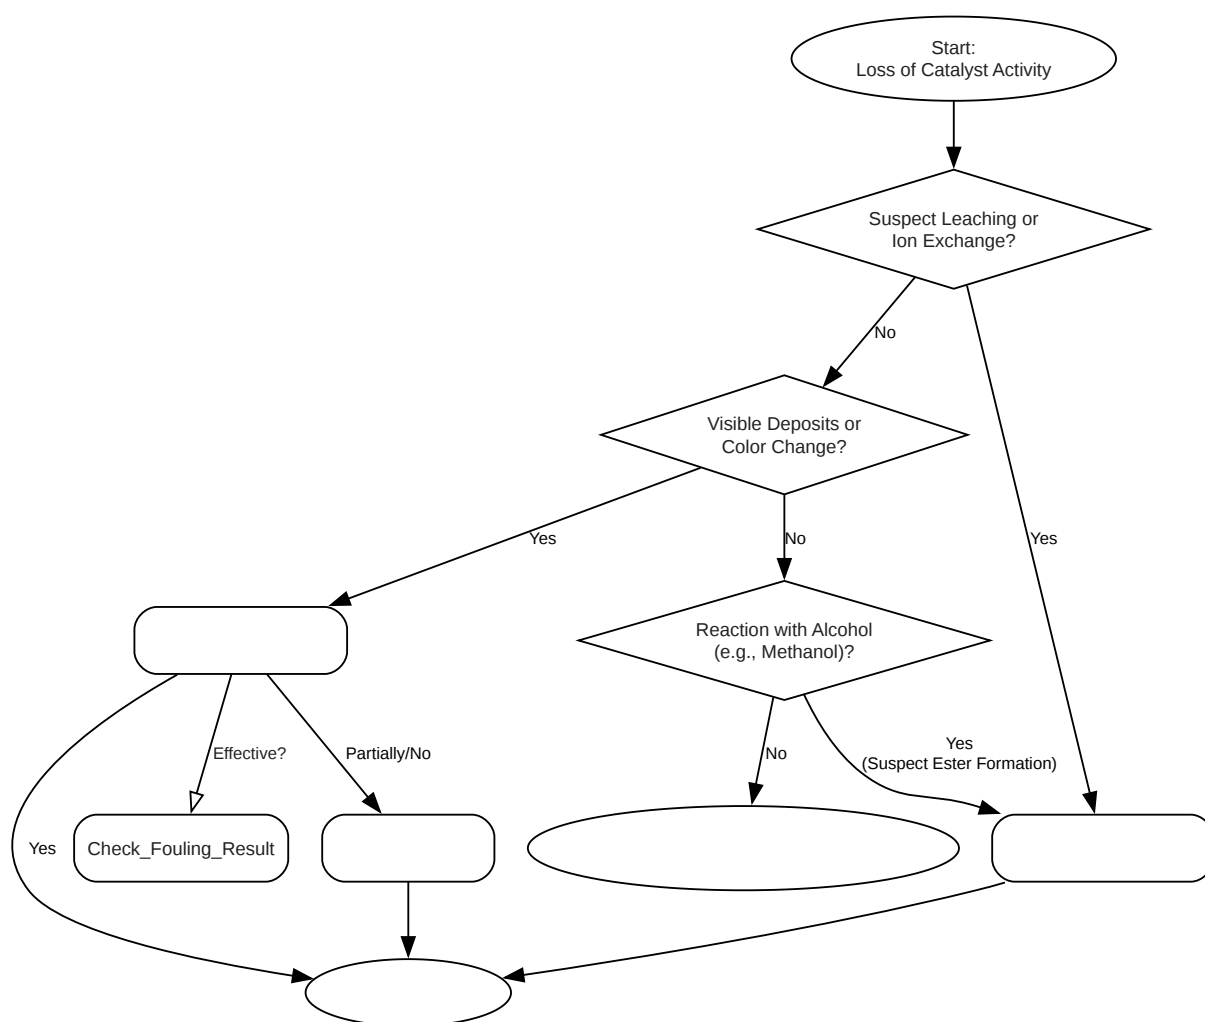 Start:
Loss of Catalyst Activity
Suspect Leaching or
Ion Exchange?
No
Visible Deposits or
Color Change?
Yes
No
Yes
Reaction with Alcohol
(e.g., Methanol)?
Effective?
Partially/No
No
Yes
(Suspect Ester Formation)
Yes
Check_Fouling_Result